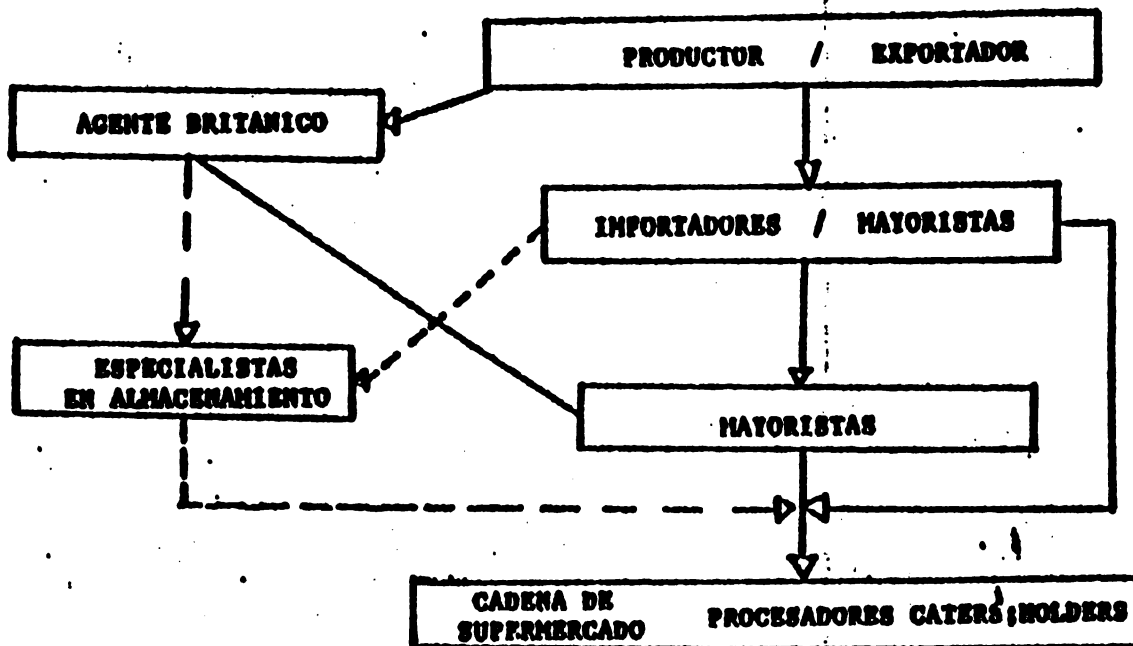 PRODUCTOR / EXPORTADOR
AGENTE BRITANICO
IMPORTADORES / MAYORISTAS
ESPECIALISTAS
EN ALMACENAMIENTO
MAYORISTAS
CADENA DE
SUPERMERCADO
PROCESADORES CATERS;HOLDERS